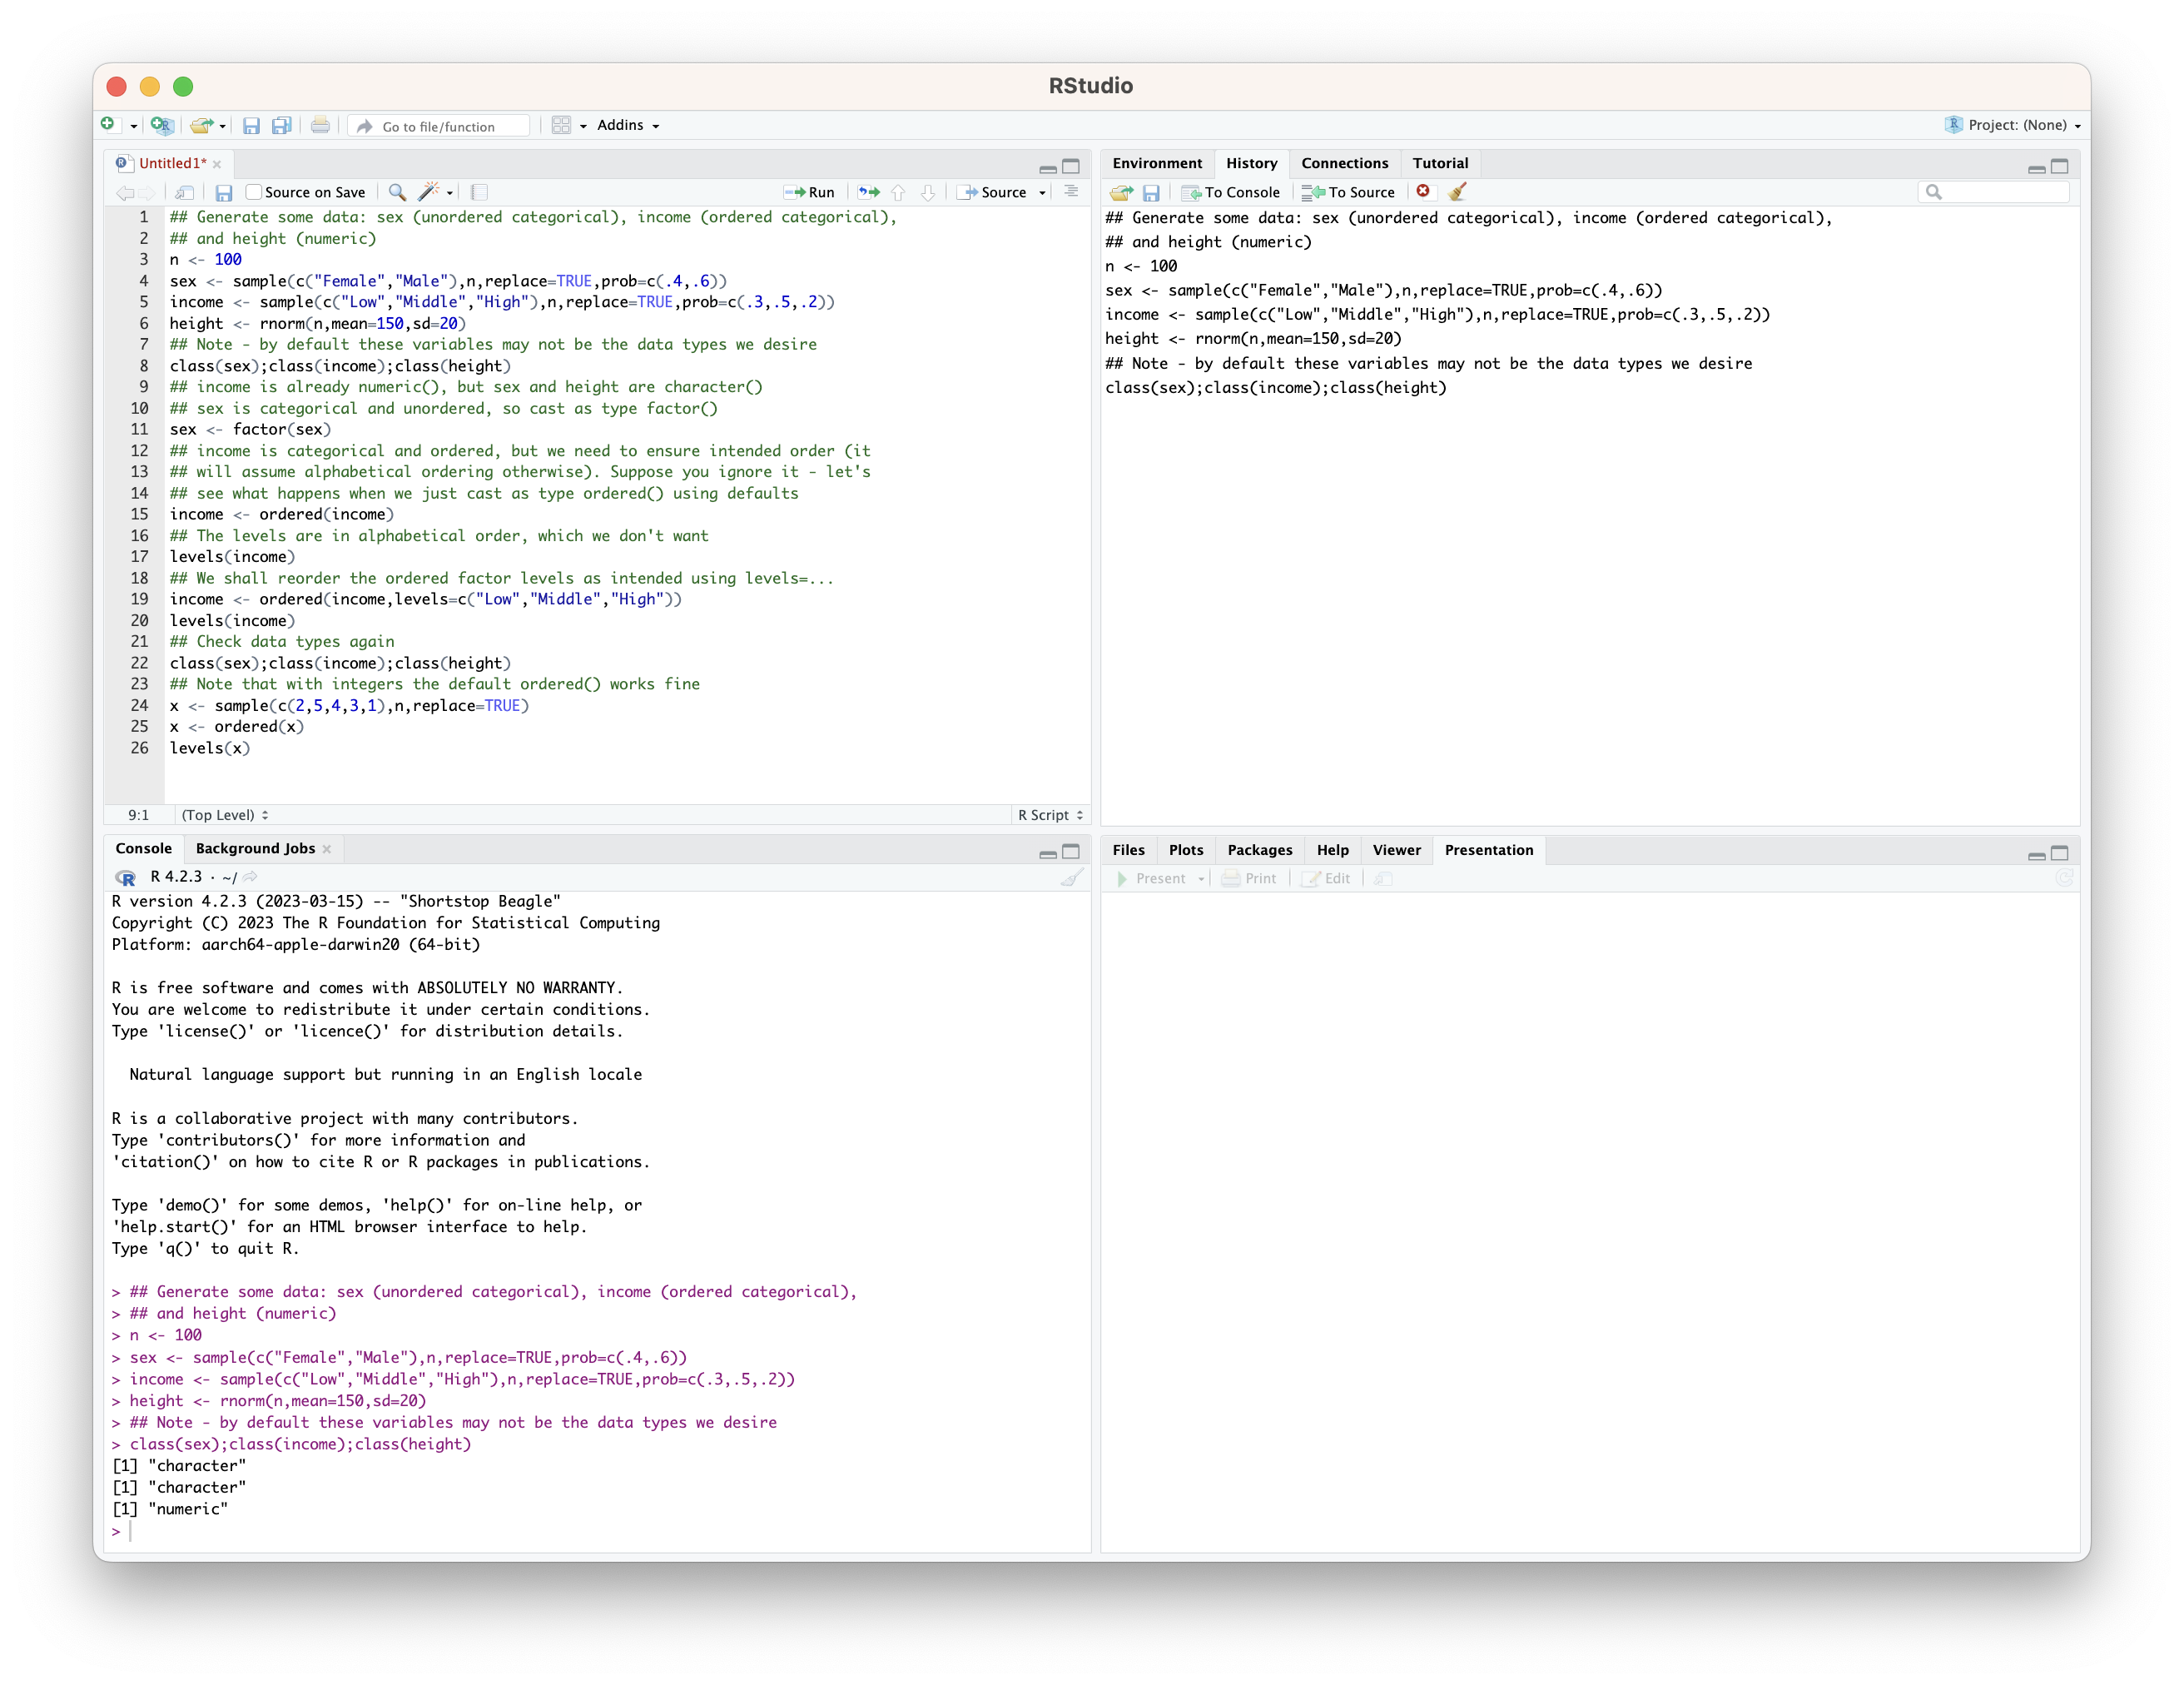 RStudio
Go to file/function
Addins
Project: (None)
Untitled1*
Source on Save
Run
Source
1 ## Generate some data: sex (unordered categorical), income (ordered categorical),
2 ## and height (numeric)
3 n <- 100
4 sex <- sample(c("Female","Male"),n,replace=TRUE,prob=c(.4,.6))
5 income <- sample(c("Low","Middle","High"),n,replace=TRUE,prob=c(.3,.5,.2))
6 height <- rnorm(n,mean=150,sd=20)
7 ## Note - by default these variables may not be the data types we desire
8 class(sex);class(income);class(height)
9 ## income is already numeric(), but sex and height are character()
10 ## sex is categorical and unordered, so cast as type factor()
11 sex <- factor(sex)
12 ## income is categorical and ordered, but we need to ensure intended order (it
13 ## will assume alphabetical ordering otherwise). Suppose you ignore it - let's
14 ## see what happens when we just cast as type ordered() using defaults
15 income <- ordered(income)
16 ## The levels are in alphabetical order, which we don't want
17 levels(income)
18 ## We shall reorder the ordered factor levels as intended using levels=...
19 income <- ordered(income,levels=c("Low","Middle","High"))
20 levels(income)
21 ## Check data types again
22 class(sex);class(income);class(height)
23 ## Note that with integers the default ordered() works fine
24 x <- sample(c(2,5,4,3,1),n,replace=TRUE)
25 x <- ordered(x)
26 levels(x)
9:1 (Top Level) R Script
Environment History Connections Tutorial
To Console To Source
## Generate some data: sex (unordered categorical), income (ordered categorical),
## and height (numeric)
n <- 100
sex <- sample(c("Female","Male"),n,replace=TRUE,prob=c(.4,.6))
income <- sample(c("Low","Middle","High"),n,replace=TRUE,prob=c(.3,.5,.2))
height <- rnorm(n,mean=150,sd=20)
## Note - by default these variables may not be the data types we desire
class(sex);class(income);class(height)
Console Background Jobs
R 4.2.3 · ~/
R version 4.2.3 (2023-03-15) -- "Shortstop Beagle"
Copyright (C) 2023 The R Foundation for Statistical Computing
Platform: aarch64-apple-darwin20 (64-bit)
R is free software and comes with ABSOLUTELY NO WARRANTY.
You are welcome to redistribute it under certain conditions.
Type 'license()' or 'licence()' for distribution details.
Natural language support but running in an English locale
R is a collaborative project with many contributors.
Type 'contributors()' for more information and
'citation()' on how to cite R or R packages in publications.
Type 'demo()' for some demos, 'help()' for on-line help, or
'help.start()' for an HTML browser interface to help.
Type 'q()' to quit R.
> ## Generate some data: sex (unordered categorical), income (ordered categorical),
> ## and height (numeric)
> n <- 100
> sex <- sample(c("Female","Male"),n,replace=TRUE,prob=c(.4,.6))
> income <- sample(c("Low","Middle","High"),n,replace=TRUE,prob=c(.3,.5,.2))
> height <- rnorm(n,mean=150,sd=20)
> ## Note - by default these variables may not be the data types we desire
> class(sex);class(income);class(height)
[1] "character"
[1] "character"
[1] "numeric"
>
Files Plots Packages Help Viewer Presentation
Present Print Edit